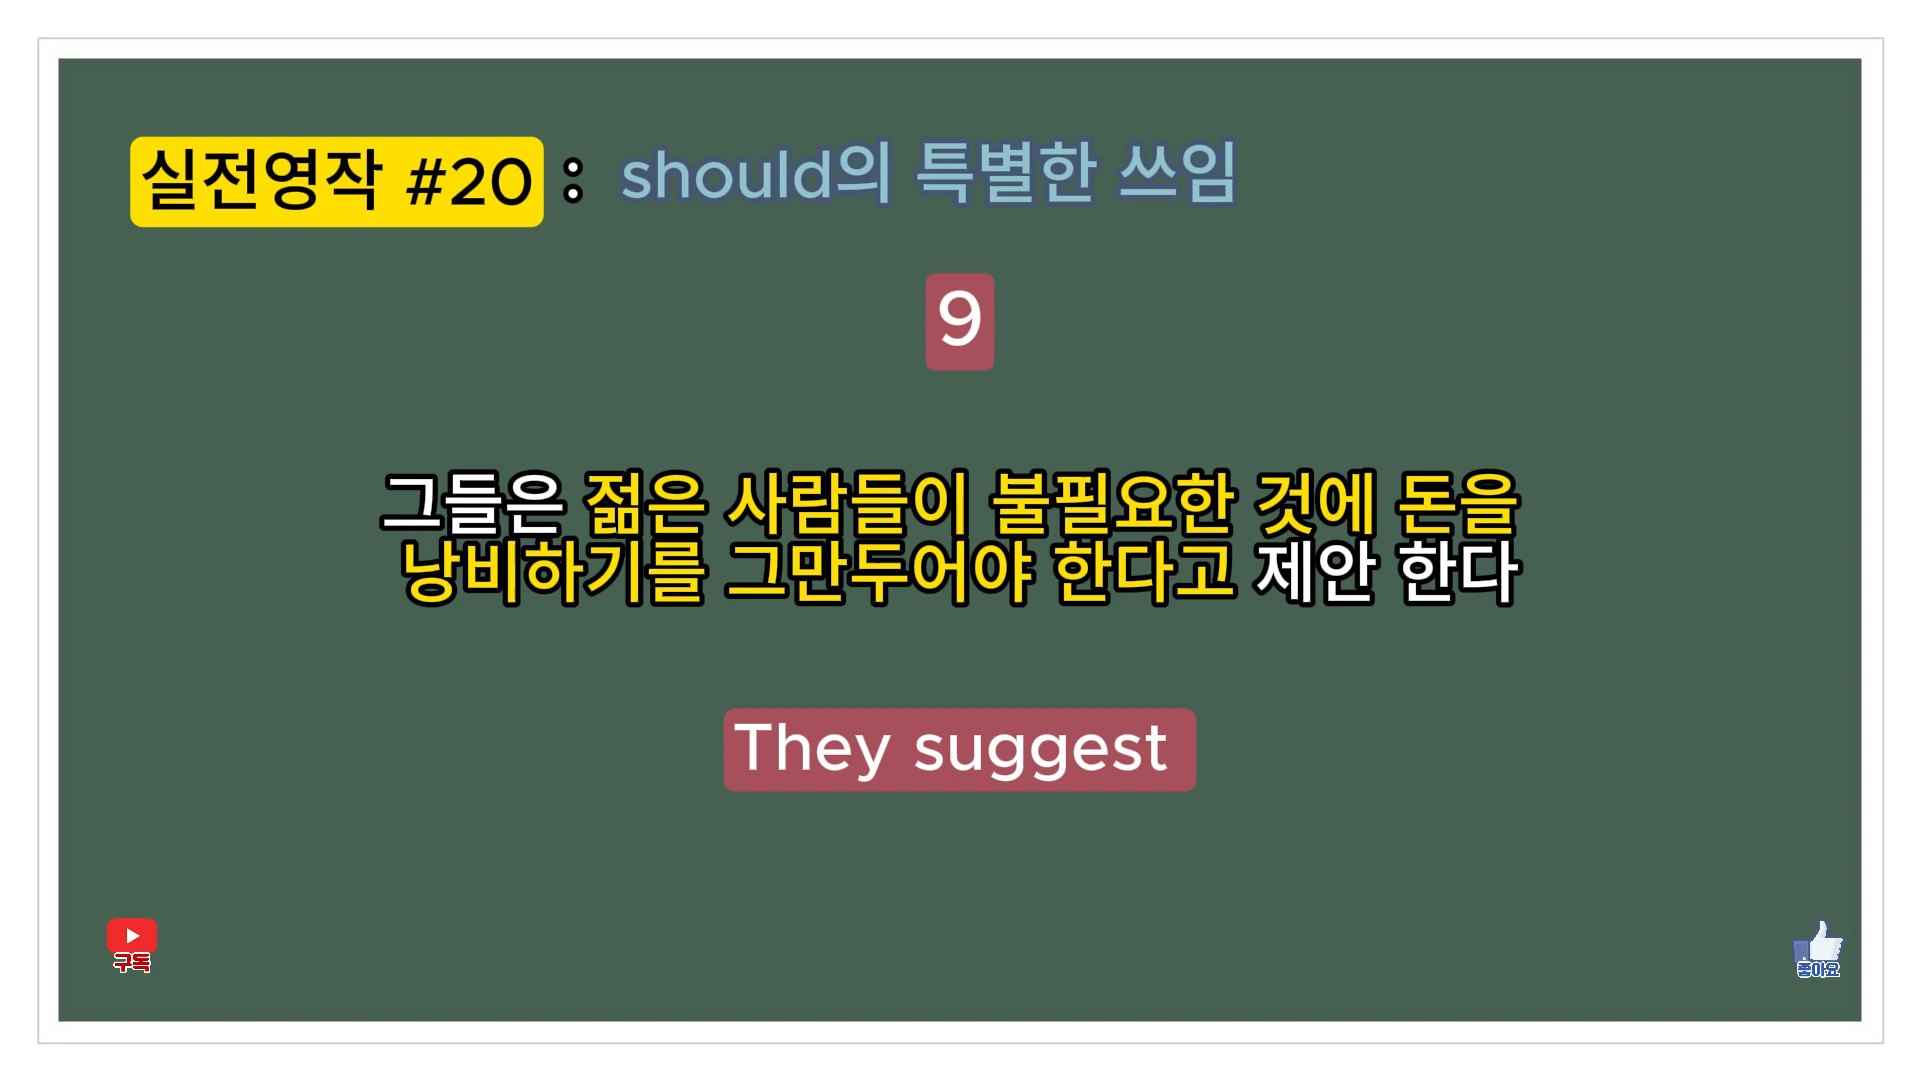 실전영작 #20 : should의 특별한 쓰임
9
그들은 젊은 사람들이 불필요한 것에 돈을
낭비하기를 그만두어야 한다고 제안 한다
They suggest
구독
좋아요